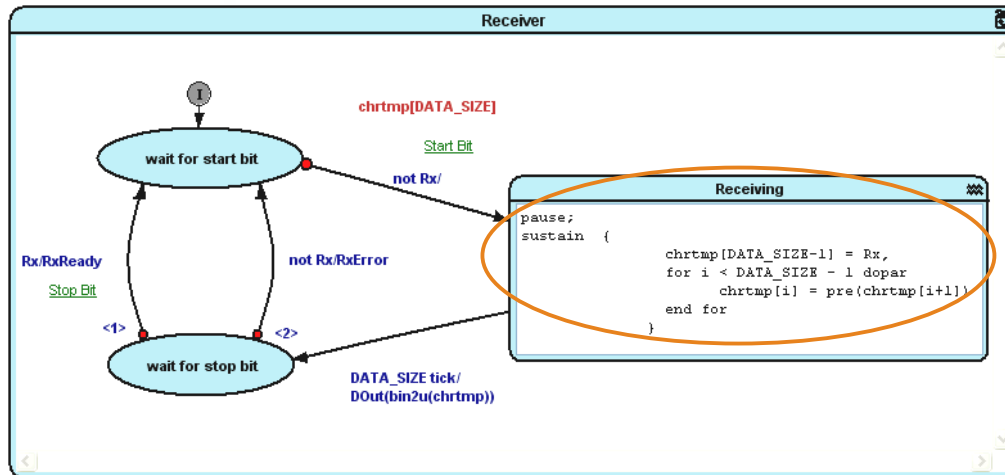 Receiver
I
chrtmp[DATA_SIZE]
Start Bit
wait for start bit
not Rx/
Receiving
pause;
sustain {
chrtmp[DATA_SIZE-1] = Rx,
for i < DATA_SIZE - 1 dopar
chrtmp[i] = pre(chrtmp[i+1])
end for
}
Rx/RxReady
not Rx/RxError
Stop Bit
<1>
<2>
wait for stop bit
DATA_SIZE tick/
DOut(bin2u(chrtmp))